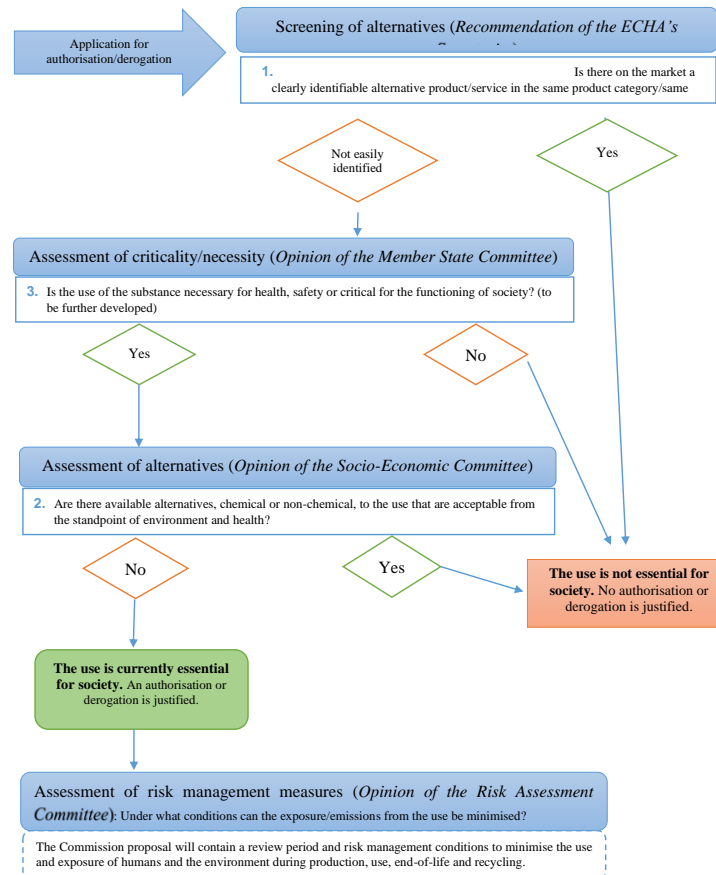 Application for
authorisation/derogation
Screening of alternatives (Recommendation of the ECHA's
1. Is there on the market a
clearly identifiable alternative product/service in the same product category/same
Not easily
identified
Yes
Assessment of criticality/necessity (Opinion of the Member State Committee)
3. Is the use of the substance necessary for health, safety or critical for the functioning of society? (to
be further developed)
Yes
No
Assessment of alternatives (Opinion of the Socio-Economic Committee)
2. Are there available alternatives, chemical or non-chemical, to the use that are acceptable from
the standpoint of environment and health?
No
Yes
The use is not essential for
society. No authorisation or
derogation is justified.
The use is currently essential
for society. An authorisation or
derogation is justified.
Assessment of risk management measures (Opinion of the Risk Assessment
Committee): Under what conditions can the exposure/emissions from the use be minimised?
The Commission proposal will contain a review period and risk management conditions to minimise the use
and exposure of humans and the environment during production, use, end-of-life and recycling.